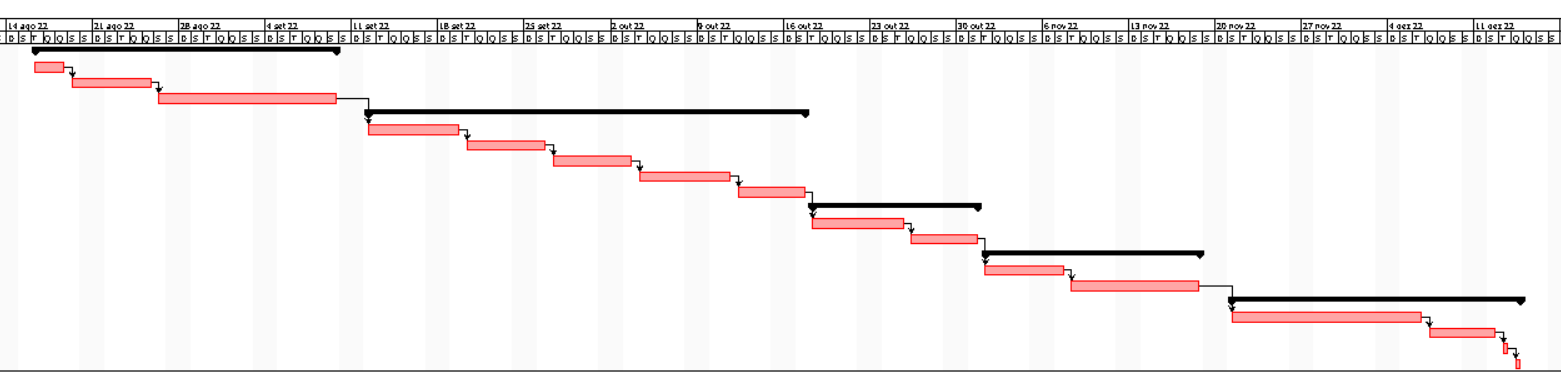 14 ago 22 21 ago 22 28 ago 22 4 set 22 11 set 22 18 set 22 25 set 22 2 out 22 9 out 22 16 out 22 23 out 22 30 out 22 6 nov 22 13 nov 22 20 nov 22 27 nov 22 4 dez 22 11 dez 22
S D S T Q Q S S D S T Q Q S S D S T Q Q S S D S T Q Q S S D S T Q Q S S D S T Q Q S S D S T Q Q S S D S T Q Q S S D S T Q Q S S D S T Q Q S S D S T Q Q S S D S T Q Q S S D S T Q Q S S D S T Q Q S S D S T Q Q S S D S T Q Q S S D S T Q Q S S D S T Q Q S S